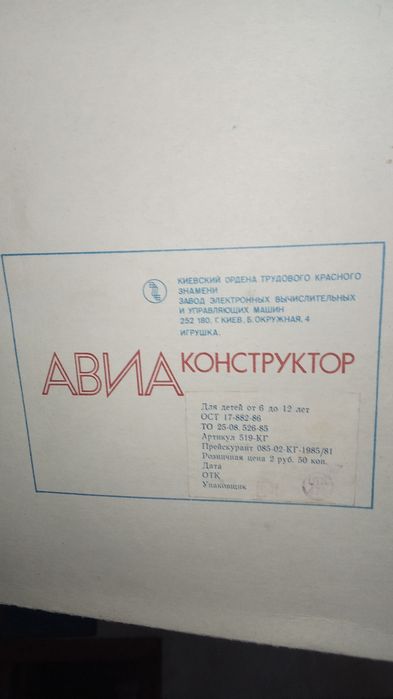 КИЕВСКИЙ ОРДЕНА ТРУДОВОГО КРАСНОГО
ЗНАМЕНИ
ЗАВОД ЭЛЕКТРОННЫХ ВЫЧИСЛИТЕЛЬНЫХ
И УПРАВЛЯЮЩИХ МАШИН
252 180, Г. КИЕВ, Б. ОКРУЖНАЯ, 4
ИГРУШКА.
АВИАКОНСТРУКТОР
Для детей от 6 до 12 лет
ОСТ 17-882-86
ТО 25-08. 526-85
Артикул 519-КГ
Прейскурант 085-02-КГ-1985/81
Розничная цена 2 руб. 50 коп.
Дата
ОТК
Упаковщик